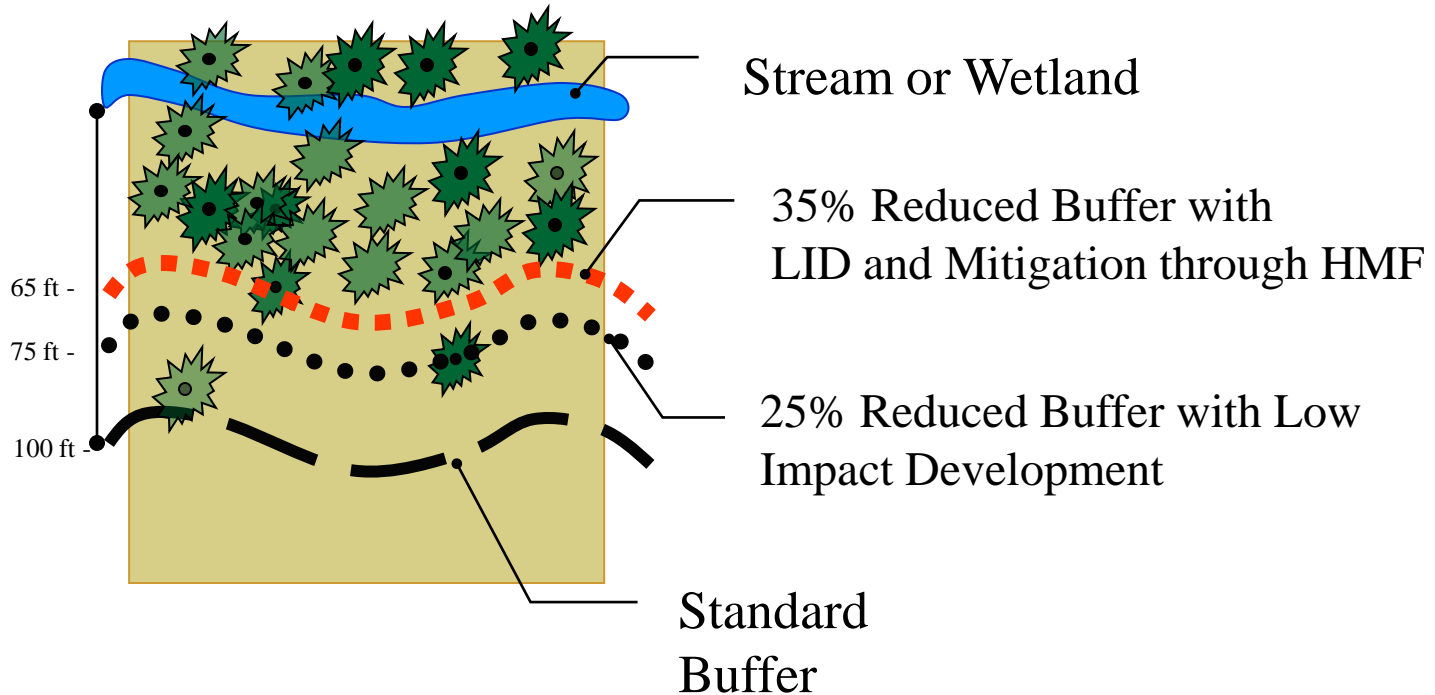 Stream or Wetland
35% Reduced Buffer with
LID and Mitigation through HMF
65 ft -
75 ft -
25% Reduced Buffer with Low
Impact Development
100 ft -
Standard
Buffer